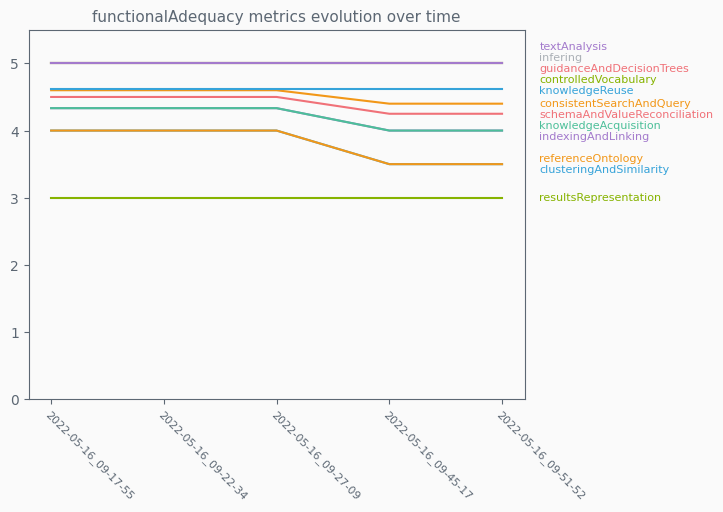 functionalAdequacy metrics evolution over time
5
4
3
2
1
0
2022-05-16_09-17-55
2022-05-16_09-22-34
2022-05-16_09-27-09
2022-05-16_09-45-17
2022-05-16_09-51-52
textAnalysis
infering
guidanceAndDecisionTrees
controlledVocabulary
knowledgeReuse
consistentSearchAndQuery
schemaAndValueReconciliation
knowledgeAcquisition
indexingAndLinking
referenceOntology
clusteringAndSimilarity
resultsRepresentation